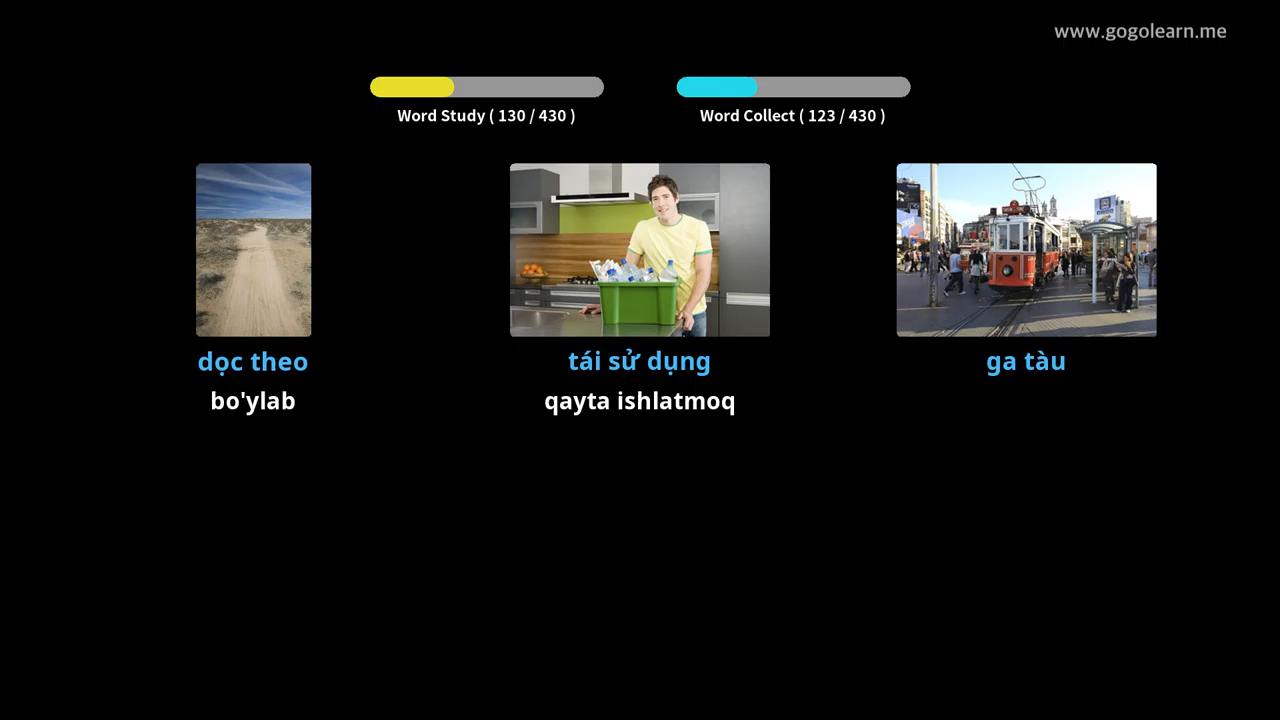 www.gogolearn.me
Word Study ( 130 / 430 )
Word Collect ( 123 / 430 )
dọc theo
tái sử dụng
ga tàu
bo'ylab
qayta ishlatmoq